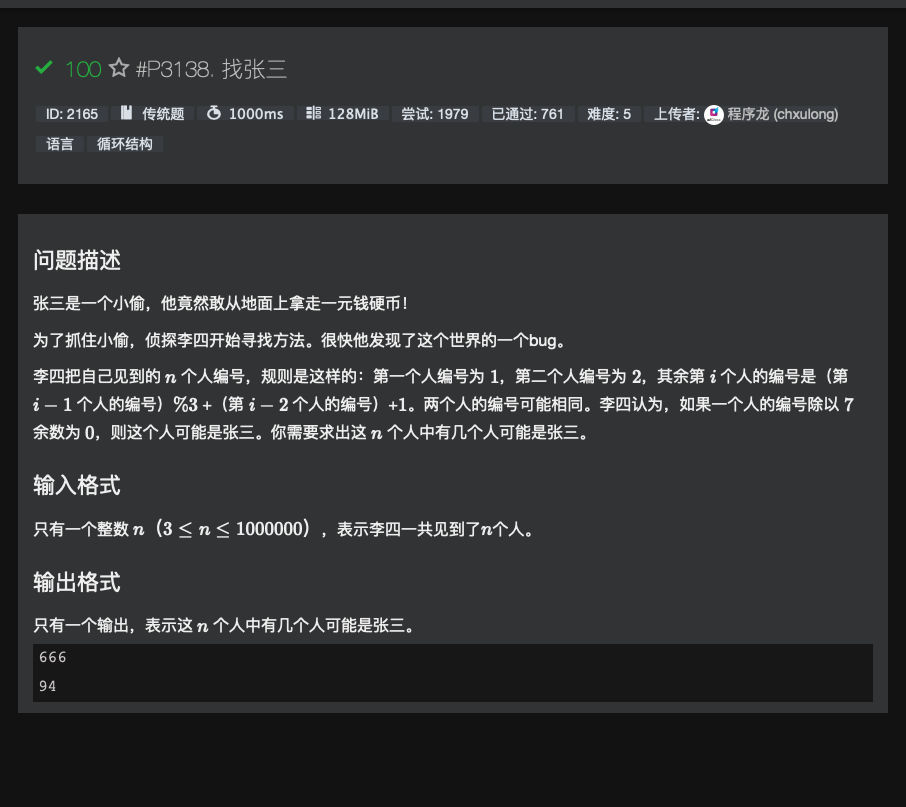 100 #P3138. 找张三
ID: 2165 传统题 1000ms 128MiB 尝试: 1979 已通过: 761 难度: 5 上传者: 程序龙 (chxulong)
语言 循环结构
问题描述
张三是一个小偷，他竟然敢从地面上拿走一元钱硬币！
为了抓住小偷，侦探李四开始寻找方法。很快他发现了这个世界的一个bug。
李四把自己见到的 n 个人编号，规则是这样的：第一个人编号为 1，第二个人编号为 2，其余第 i 个人的编号是（第
i − 1 个人的编号）%3 +（第 i − 2 个人的编号）+1。两个人的编号可能相同。李四认为，如果一个人的编号除以 7
余数为 0，则这个人可能是张三。你需要求出这 n 个人中有几个人可能是张三。
输入格式
只有一个整数 n（3 ≤ n ≤ 1000000），表示李四一共见到了n个人。
输出格式
只有一个输出，表示这 n 个人中有几个人可能是张三。
666
94